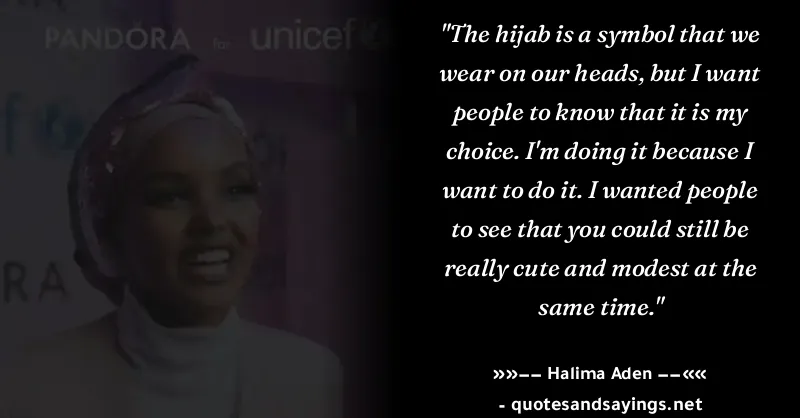 PANDÓRA for unicef
"The hijab is a symbol that we
wear on our heads, but I want
people to know that it is my
choice. I'm doing it because I
want to do it. I wanted people
to see that you could still be
really cute and modest at the
same time."
»»−− Halima Aden −−««
- quotesandsayings.net
f
RA